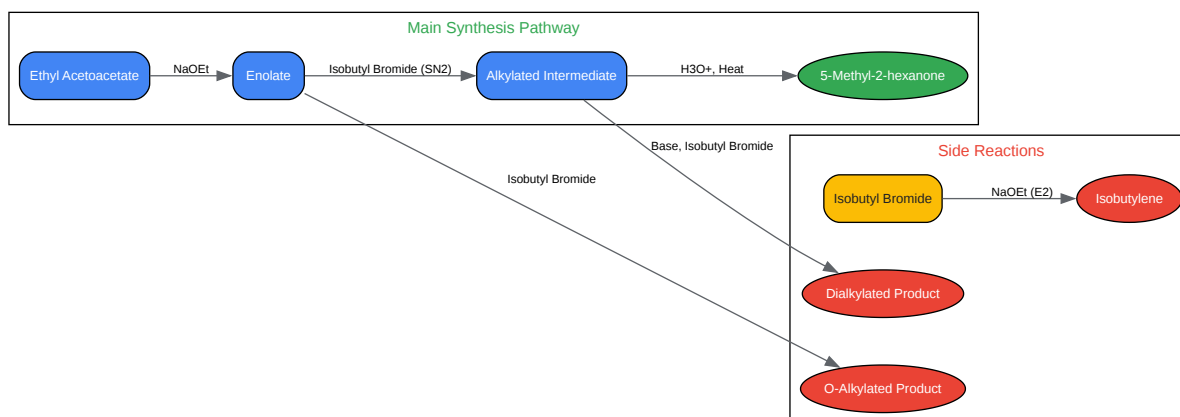 Main Synthesis Pathway
Ethyl Acetoacetate
NaOEt
Enolate
Isobutyl Bromide (SN2)
Alkylated Intermediate
H3O+, Heat
5-Methyl-2-hexanone
Base, Isobutyl Bromide
Isobutyl Bromide
Side Reactions
Isobutyl Bromide
NaOEt (E2)
Isobutylene
Dialkylated Product
O-Alkylated Product